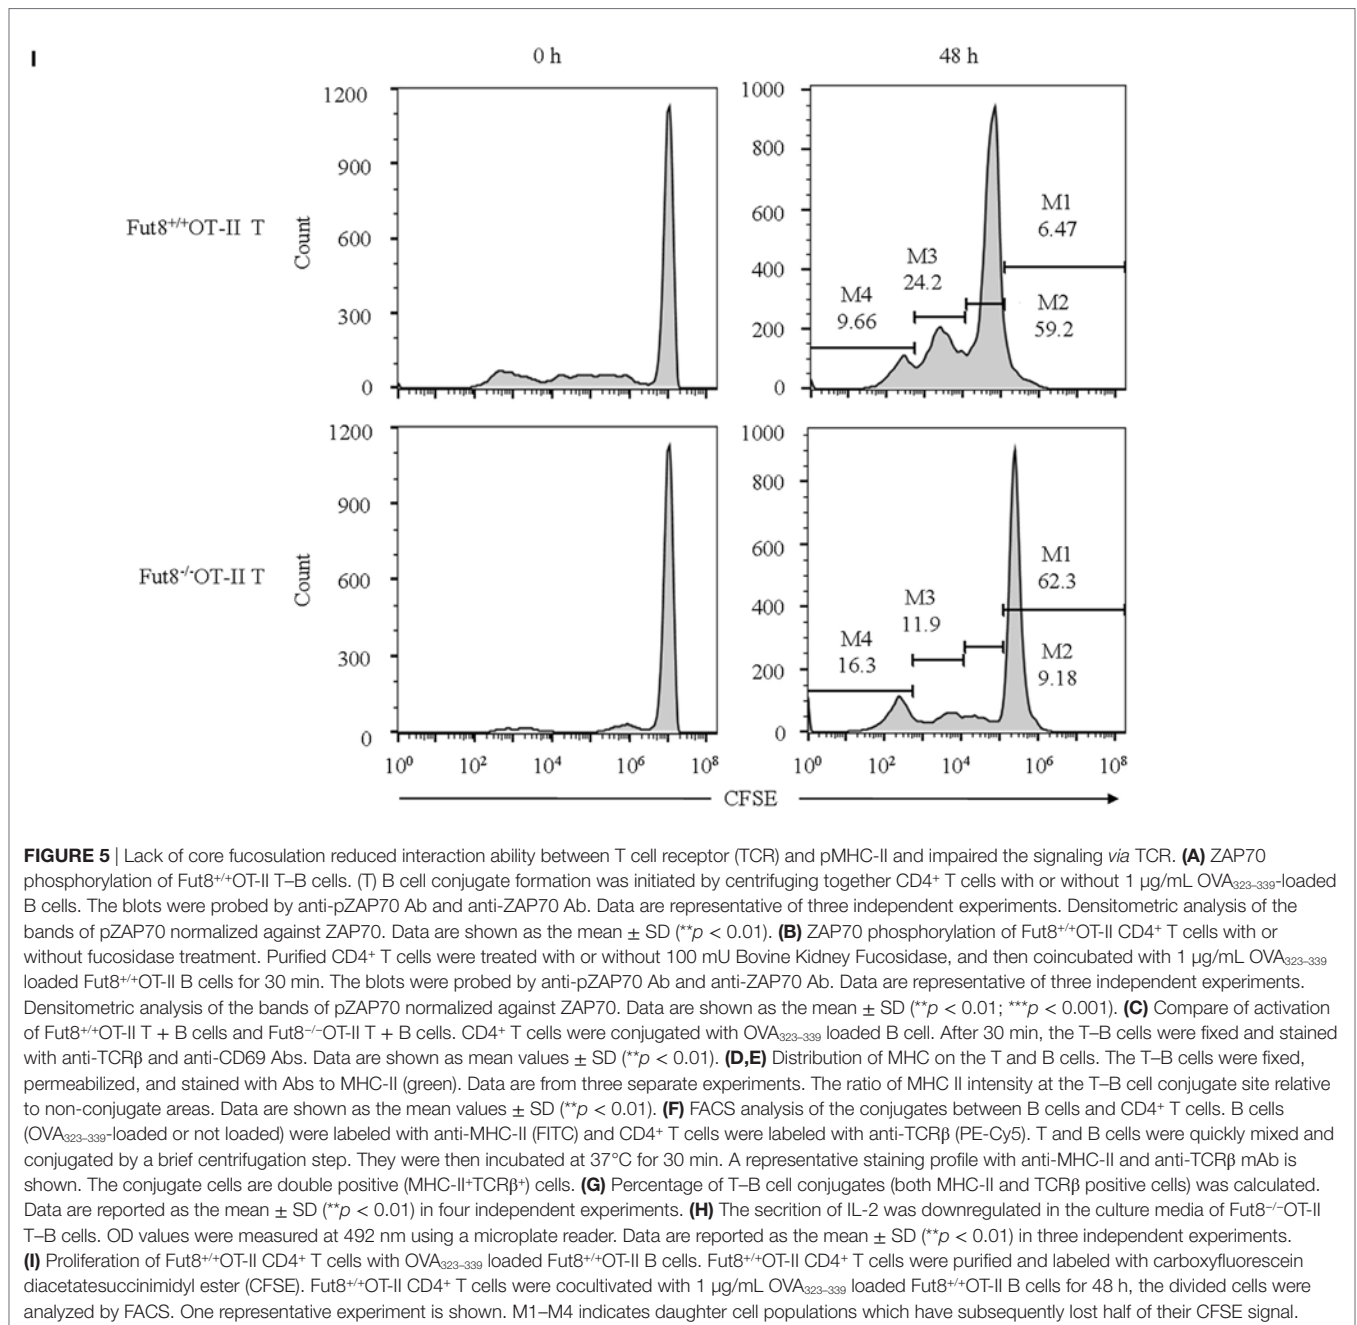 I
0 h
48 h
1200
900
600
300
0
Count
Fut8+/+OT-II T
1000
800
600
400
200
0
M1
6.47
M2
59.2
M3
24.2
M4
9.66
1200
900
600
300
0
Count
Fut8-/-OT-II T
1000
800
600
400
200
0
M1
62.3
M2
9.18
M3
11.9
M4
16.3
10⁰ 10² 10⁴ 10⁶ 10⁸
10⁰ 10² 10⁴ 10⁶ 10⁸
CFSE
FIGURE 5 | Lack of core fucosulation reduced interaction ability between T cell receptor (TCR) and pMHC-II and impaired the signaling via TCR. (A) ZAP70
phosphorylation of Fut8+/+OT-II T–B cells. (T) B cell conjugate formation was initiated by centrifuging together CD4+ T cells with or without 1 µg/mL OVA323–339-loaded
B cells. The blots were probed by anti-pZAP70 Ab and anti-ZAP70 Ab. Data are representative of three independent experiments. Densitometric analysis of the
bands of pZAP70 normalized against ZAP70. Data are shown as the mean ± SD (**p < 0.01). (B) ZAP70 phosphorylation of Fut8+/+OT-II CD4+ T cells with or
without fucosidase treatment. Purified CD4+ T cells were treated with or without 100 mU Bovine Kidney Fucosidase, and then coincubated with 1 µg/mL OVA323–339
loaded Fut8+/+OT-II B cells for 30 min. The blots were probed by anti-pZAP70 Ab and anti-ZAP70 Ab. Data are representative of three independent experiments.
Densitometric analysis of the bands of pZAP70 normalized against ZAP70. Data are shown as the mean ± SD (**p < 0.01; ***p < 0.001). (C) Compare of activation
of Fut8+/+OT-II T + B cells and Fut8−/−OT-II T + B cells. CD4+ T cells were conjugated with OVA323–339 loaded B cell. After 30 min, the T–B cells were fixed and stained
with anti-TCRβ and anti-CD69 Abs. Data are shown as mean values ± SD (**p < 0.01). (D,E) Distribution of MHC on the T and B cells. The T–B cells were fixed,
permeabilized, and stained with Abs to MHC-II (green). Data are from three separate experiments. The ratio of MHC II intensity at the T–B cell conjugate site relative
to non-conjugate areas. Data are shown as the mean values ± SD (**p < 0.01). (F) FACS analysis of the conjugates between B cells and CD4+ T cells. B cells
(OVA323–339-loaded or not loaded) were labeled with anti-MHC-II (FITC) and CD4+ T cells were labeled with anti-TCRβ (PE-Cy5). T and B cells were quickly mixed and
conjugated by a brief centrifugation step. They were then incubated at 37°C for 30 min. A representative staining profile with anti-MHC-II and anti-TCRβ mAb is
shown. The conjugate cells are double positive (MHC-II+TCRβ+) cells. (G) Percentage of T–B cell conjugates (both MHC-II and TCRβ positive cells) was calculated.
Data are reported as the mean ± SD (**p < 0.01) in four independent experiments. (H) The secrition of IL-2 was downregulated in the culture media of Fut8−/−OT-II
T–B cells. OD values were measured at 492 nm using a microplate reader. Data are reported as the mean ± SD (**p < 0.01) in three independent experiments.
(I) Proliferation of Fut8+/+OT-II CD4+ T cells with OVA323–339 loaded Fut8+/+OT-II B cells. Fut8+/+OT-II CD4+ T cells were purified and labeled with carboxyfluorescein
diacetatesuccinimidyl ester (CFSE). Fut8+/+OT-II CD4+ T cells were cocultivated with 1 µg/mL OVA323–339 loaded Fut8+/+OT-II B cells for 48 h, the divided cells were
analyzed by FACS. One representative experiment is shown. M1–M4 indicates daughter cell populations which have subsequently lost half of their CFSE signal.